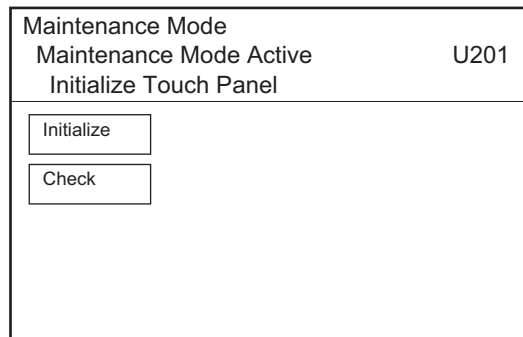 Maintenance Mode
Maintenance Mode Active U201
Initialize Touch Panel
Initialize
Check